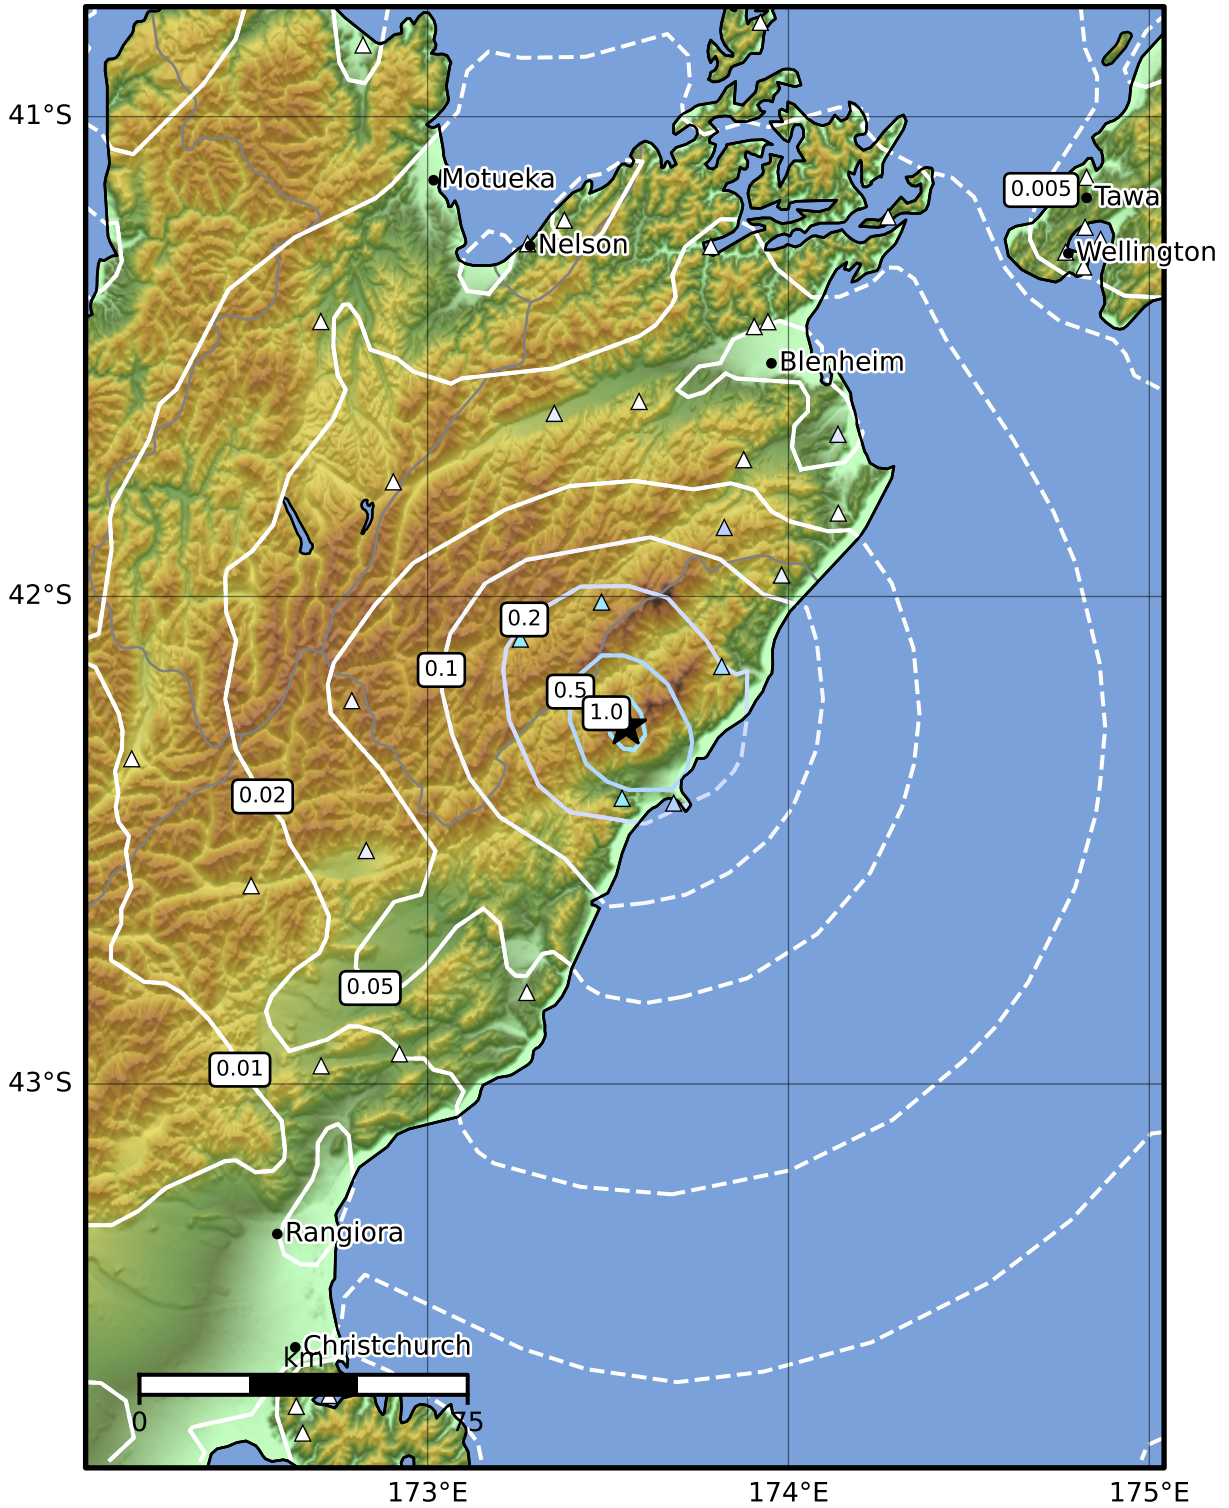 41°S
Motueka
0.005
Tawa
Nelson
Wellington
Blenheim
42°S
0.2
0.1
0.5
1.0
0.02
0.05
0.01
43°S
Rangiora
Christchurch
km
0
75
173°E
174°E
175°E